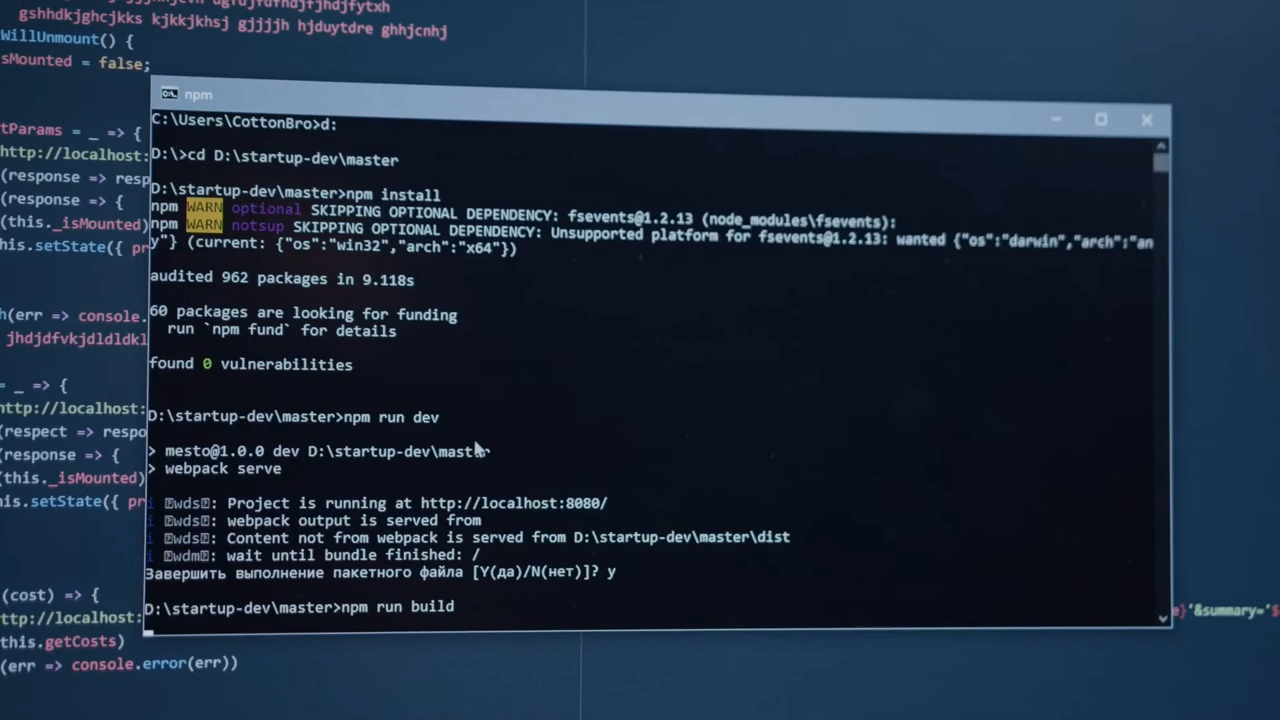 gshhdkjghcjkks kjkkjkhsj gjjjjh hjduytdre ghhjcnhj
WillUnmount() {
sMounted = false;
npm
C:\Users\CottonBro>d:
tParams = _ => {
http://localhost:
D:\>cd D:\startup-dev\master
(response => resp
D:\startup-dev\master>npm install
(response => {
npm WARN optional SKIPPING OPTIONAL DEPENDENCY: fsevents@1.2.13 (node_modules\fsevents):
(this._isMounted)
npm WARN notsup SKIPPING OPTIONAL DEPENDENCY: Unsupported platform for fsevents@1.2.13: wanted {"os":"darwin","arch":"an
his.setState({ pr
y"} (current: {"os":"win32","arch":"x64"})
audited 962 packages in 9.118s
h(err => console.
60 packages are looking for funding
jhdjdfvkjdldldkl
run `npm fund` for details
found 0 vulnerabilities
= _ => {
http://localhost:
D:\startup-dev\master>npm run dev
(respect => respo
(response => {
> mesto@1.0.0 dev D:\startup-dev\master
> webpack serve
(this._isMounted)
his.setState({ pr
i ｢wds｣: Project is running at http://localhost:8080/
i ｢wds｣: webpack output is served from
i ｢wds｣: Content not from webpack is served from D:\startup-dev\master\dist
i ｢wdm｣: wait until bundle finished: /
Завершить выполнение пакетного файла [Y(да)/N(нет)]? y
(cost) => {
D:\startup-dev\master>npm run build
ttp://localhost:
}'&summary='$
this.getCosts)
(err => console.error(err))